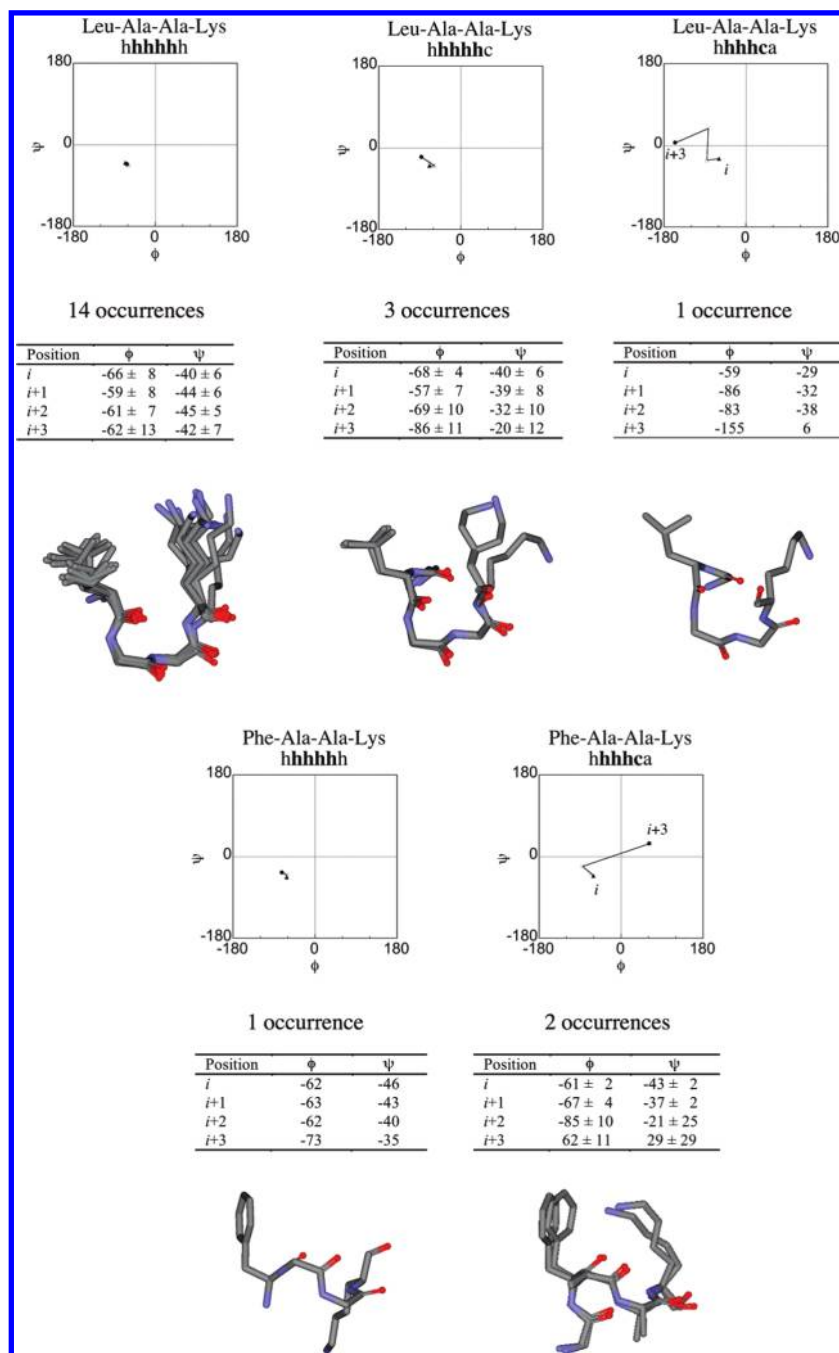 Leu-Ala-Ala-Lys
hhhhhh
180
ψ
0
-180
-180 0 180
ϕ
14 occurrences
Position ϕ ψ
i -66 ± 8 -40 ± 6
i+1 -59 ± 8 -44 ± 6
i+2 -61 ± 7 -45 ± 5
i+3 -62 ± 13 -42 ± 7
Leu-Ala-Ala-Lys
hhhhhc
180
ψ
0
-180
-180 0 180
ϕ
3 occurrences
Position ϕ ψ
i -68 ± 4 -40 ± 6
i+1 -57 ± 7 -39 ± 8
i+2 -69 ± 10 -32 ± 10
i+3 -86 ± 11 -20 ± 12
Leu-Ala-Ala-Lys
hhhhca
180
ψ
0
i+3
i
-180
-180 0 180
ϕ
1 occurrence
Position ϕ ψ
i -59 -29
i+1 -86 -32
i+2 -83 -38
i+3 -155 6
Phe-Ala-Ala-Lys
hhhhhh
180
ψ
0
-180
-180 0 180
ϕ
1 occurrence
Position ϕ ψ
i -62 -46
i+1 -63 -43
i+2 -62 -40
i+3 -73 -35
Phe-Ala-Ala-Lys
hhhhca
180
i+3
ψ
0
i
-180
-180 0 180
ϕ
2 occurrences
Position ϕ ψ
i -61 ± 2 -43 ± 2
i+1 -67 ± 4 -37 ± 2
i+2 -85 ± 10 -21 ± 25
i+3 62 ± 11 29 ± 29